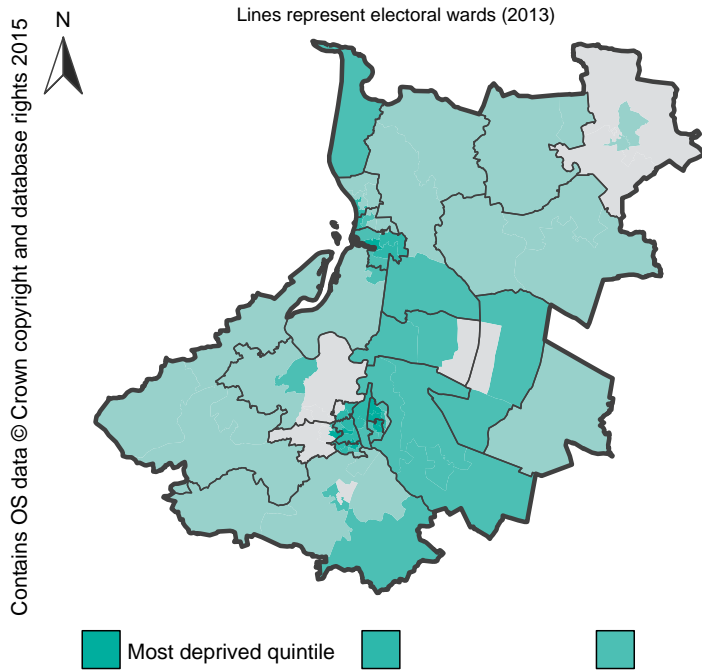 Lines represent electoral wards (2013)
N
Contains OS data © Crown copyright and database rights 2015
Most deprived quintile